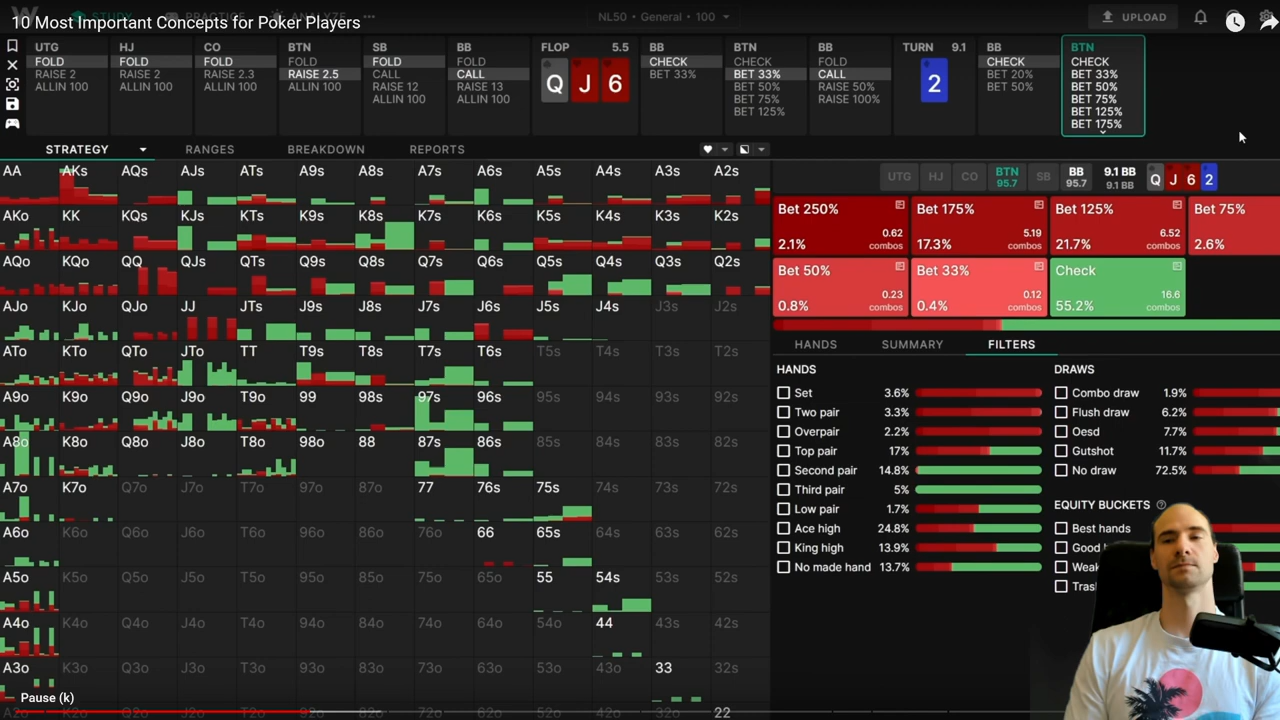 10 Most Important Concepts for Poker Players
STUDY PRACTICE ANALYZE NL50 • General • 100 UPLOAD
UTG HJ CO BTN SB BB FLOP 5.5 BB BTN BB TURN 9.1 BB BTN
FOLD FOLD FOLD FOLD FOLD FOLD CHECK CHECK FOLD CHECK CHECK
RAISE 2 RAISE 2 RAISE 2.3 RAISE 2.5 CALL CALL BET 33% BET 33% CALL BET 20% BET 33%
ALLIN 100 ALLIN 100 ALLIN 100 ALLIN 100 RAISE 12 RAISE 13 Q J 6 BET 50% RAISE 50% 2 BET 50% BET 50%
ALLIN 100 ALLIN 100 BET 75% RAISE 100% BET 75%
BET 125% BET 125%
BET 175%
STRATEGY RANGES BREAKDOWN REPORTS
AA AKs AQs AJs ATs A9s A8s A7s A6s A5s A4s A3s A2s
AKo KK KQs KJs KTs K9s K8s K7s K6s K5s K4s K3s K2s
AQo KQo QQ QJs QTs Q9s Q8s Q7s Q6s Q5s Q4s Q3s Q2s
AJo KJo QJo JJ JTs J9s J8s J7s J6s J5s J4s J3s J2s
ATo KTo QTo JTo TT T9s T8s T7s T6s T5s T4s T3s T2s
A9o K9o Q9o J9o T9o 99 98s 97s 96s 95s 94s 93s 92s
A8o K8o Q8o J8o T8o 98o 88 87s 86s 85s 84s 83s 82s
A7o K7o Q7o J7o T7o 97o 87o 77 76s 75s 74s 73s 72s
A6o K6o Q6o J6o T6o 96o 86o 76o 66 65s 64s 63s 62s
A5o K5o Q5o J5o T5o 95o 85o 75o 65o 55 54s 53s 52s
A4o K4o Q4o J4o T4o 94o 84o 74o 64o 54o 44 43s 42s
A3o K3o Q3o J3o T3o 93o 83o 73o 63o 53o 43o 33 32s
22
Pause (k)
UTG HJ CO BTN SB BB 9.1 BB Q J 6 2
95.7 95.7 9.1 BB
Bet 250% Bet 175% Bet 125% Bet 75%
0.62 5.19 6.52
2.1% combos 17.3% combos 21.7% combos 2.6%
Bet 50% Bet 33% Check
0.23 0.12 16.6
0.8% combos 0.4% combos 55.2% combos
HANDS SUMMARY FILTERS
HANDS DRAWS
Set 3.6% Combo draw 1.9%
Two pair 3.3% Flush draw 6.2%
Overpair 2.2% Oesd 7.7%
Top pair 17% Gutshot 11.7%
Second pair 14.8% No draw 72.5%
Third pair 5%
Low pair 1.7% EQUITY BUCKETS
Ace high 24.8% Best hands
King high 13.9% Good
No made hand 13.7% Weak
Tras